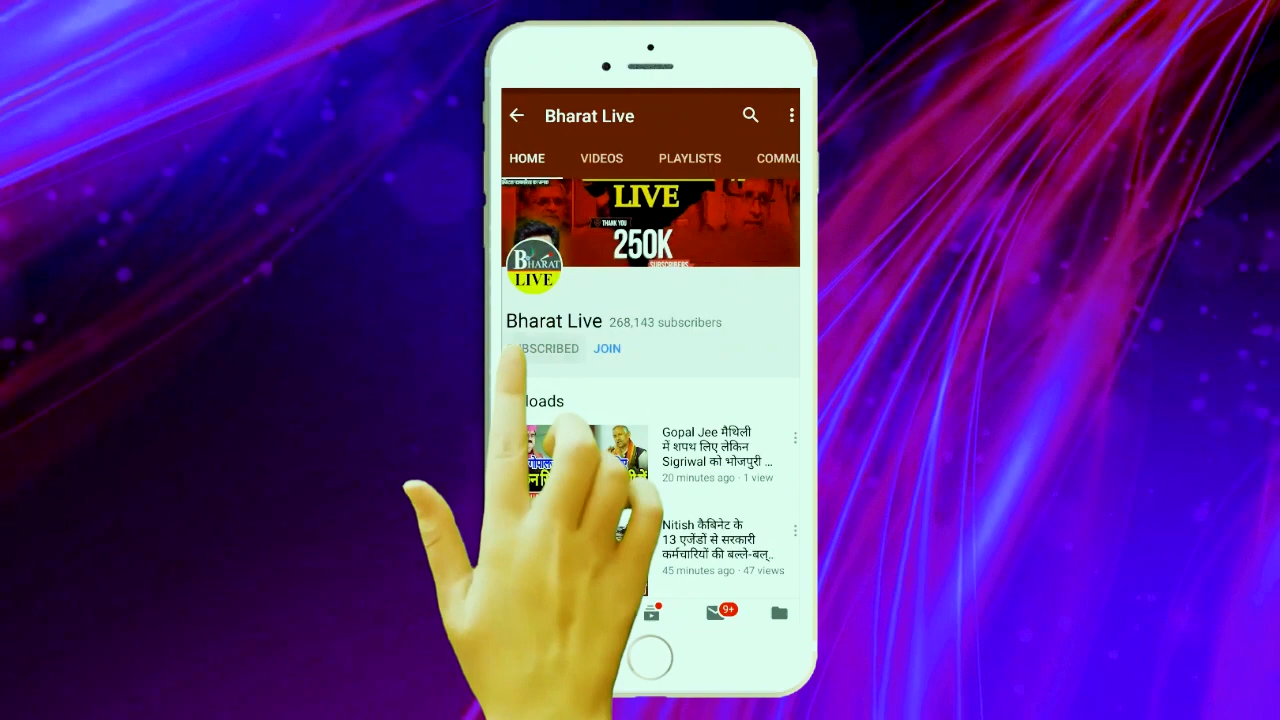 Bharat Live
HOME VIDEOS PLAYLISTS COMMU
LIVE
THANK YOU
250K
SUBSCRIBERS
BHARAT
LIVE
Bharat Live 268,143 subscribers
UBSCRIBED JOIN
loads
Gopal Jee मैथिली
में शपथ लिए लेकिन
Sigriwal को भोजपुरी ...
20 minutes ago · 1 view
Nitish कैबिनेट के
13 एजेंडों से सरकारी
कर्मचारियों की बल्ले-बल्..
45 minutes ago · 47 views
9+